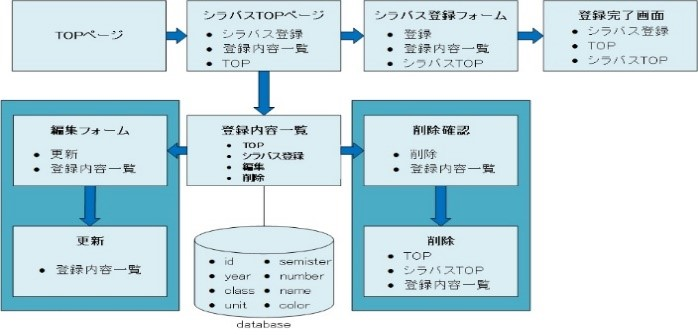 TOPページ
シラバスTOPページ
• シラバス登録
• 登録内容一覧
• TOP
シラバス登録フォーム
• 登録
• 登録内容一覧
• シラバスTOP
登録完了画面
• シラバス登録
• TOP
• シラバスTOP
編集フォーム
• 更新
• 登録内容一覧
登録内容一覧
• TOP
• シラバス登録
• 編集
• 削除
削除確認
• 削除
• 登録内容一覧
更新
• 登録内容一覧
• id • semister
• year • number
• class • name
• unit • color
database
削除
• TOP
• シラバスTOP
• 登録内容一覧